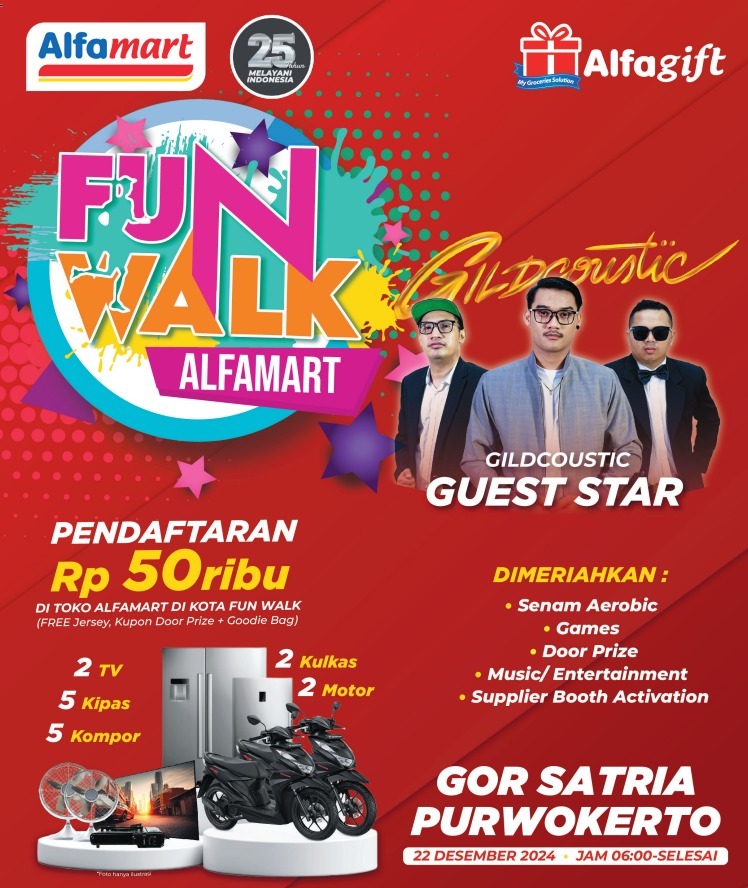 Alfamart
25 tahun
MELAYANI
INDONESIA
Alfagift
My Groceries Solution
FUN
WALK
ALFAMART
GILDcoustic
GILDCOUSTIC
GUEST STAR
PENDAFTARAN
Rp 50ribu
DI TOKO ALFAMART DI KOTA FUN WALK
(FREE Jersey, Kupon Door Prize + Goodie Bag)
2 TV
5 Kipas
5 Kompor
2 Kulkas
2 Motor
*Foto hanya ilustrasi
DIMERIAHKAN :
• Senam Aerobic
• Games
• Door Prize
• Music/ Entertainment
• Supplier Booth Activation
GOR SATRIA
PURWOKERTO
22 DESEMBER 2024 • JAM 06:00-SELESAI